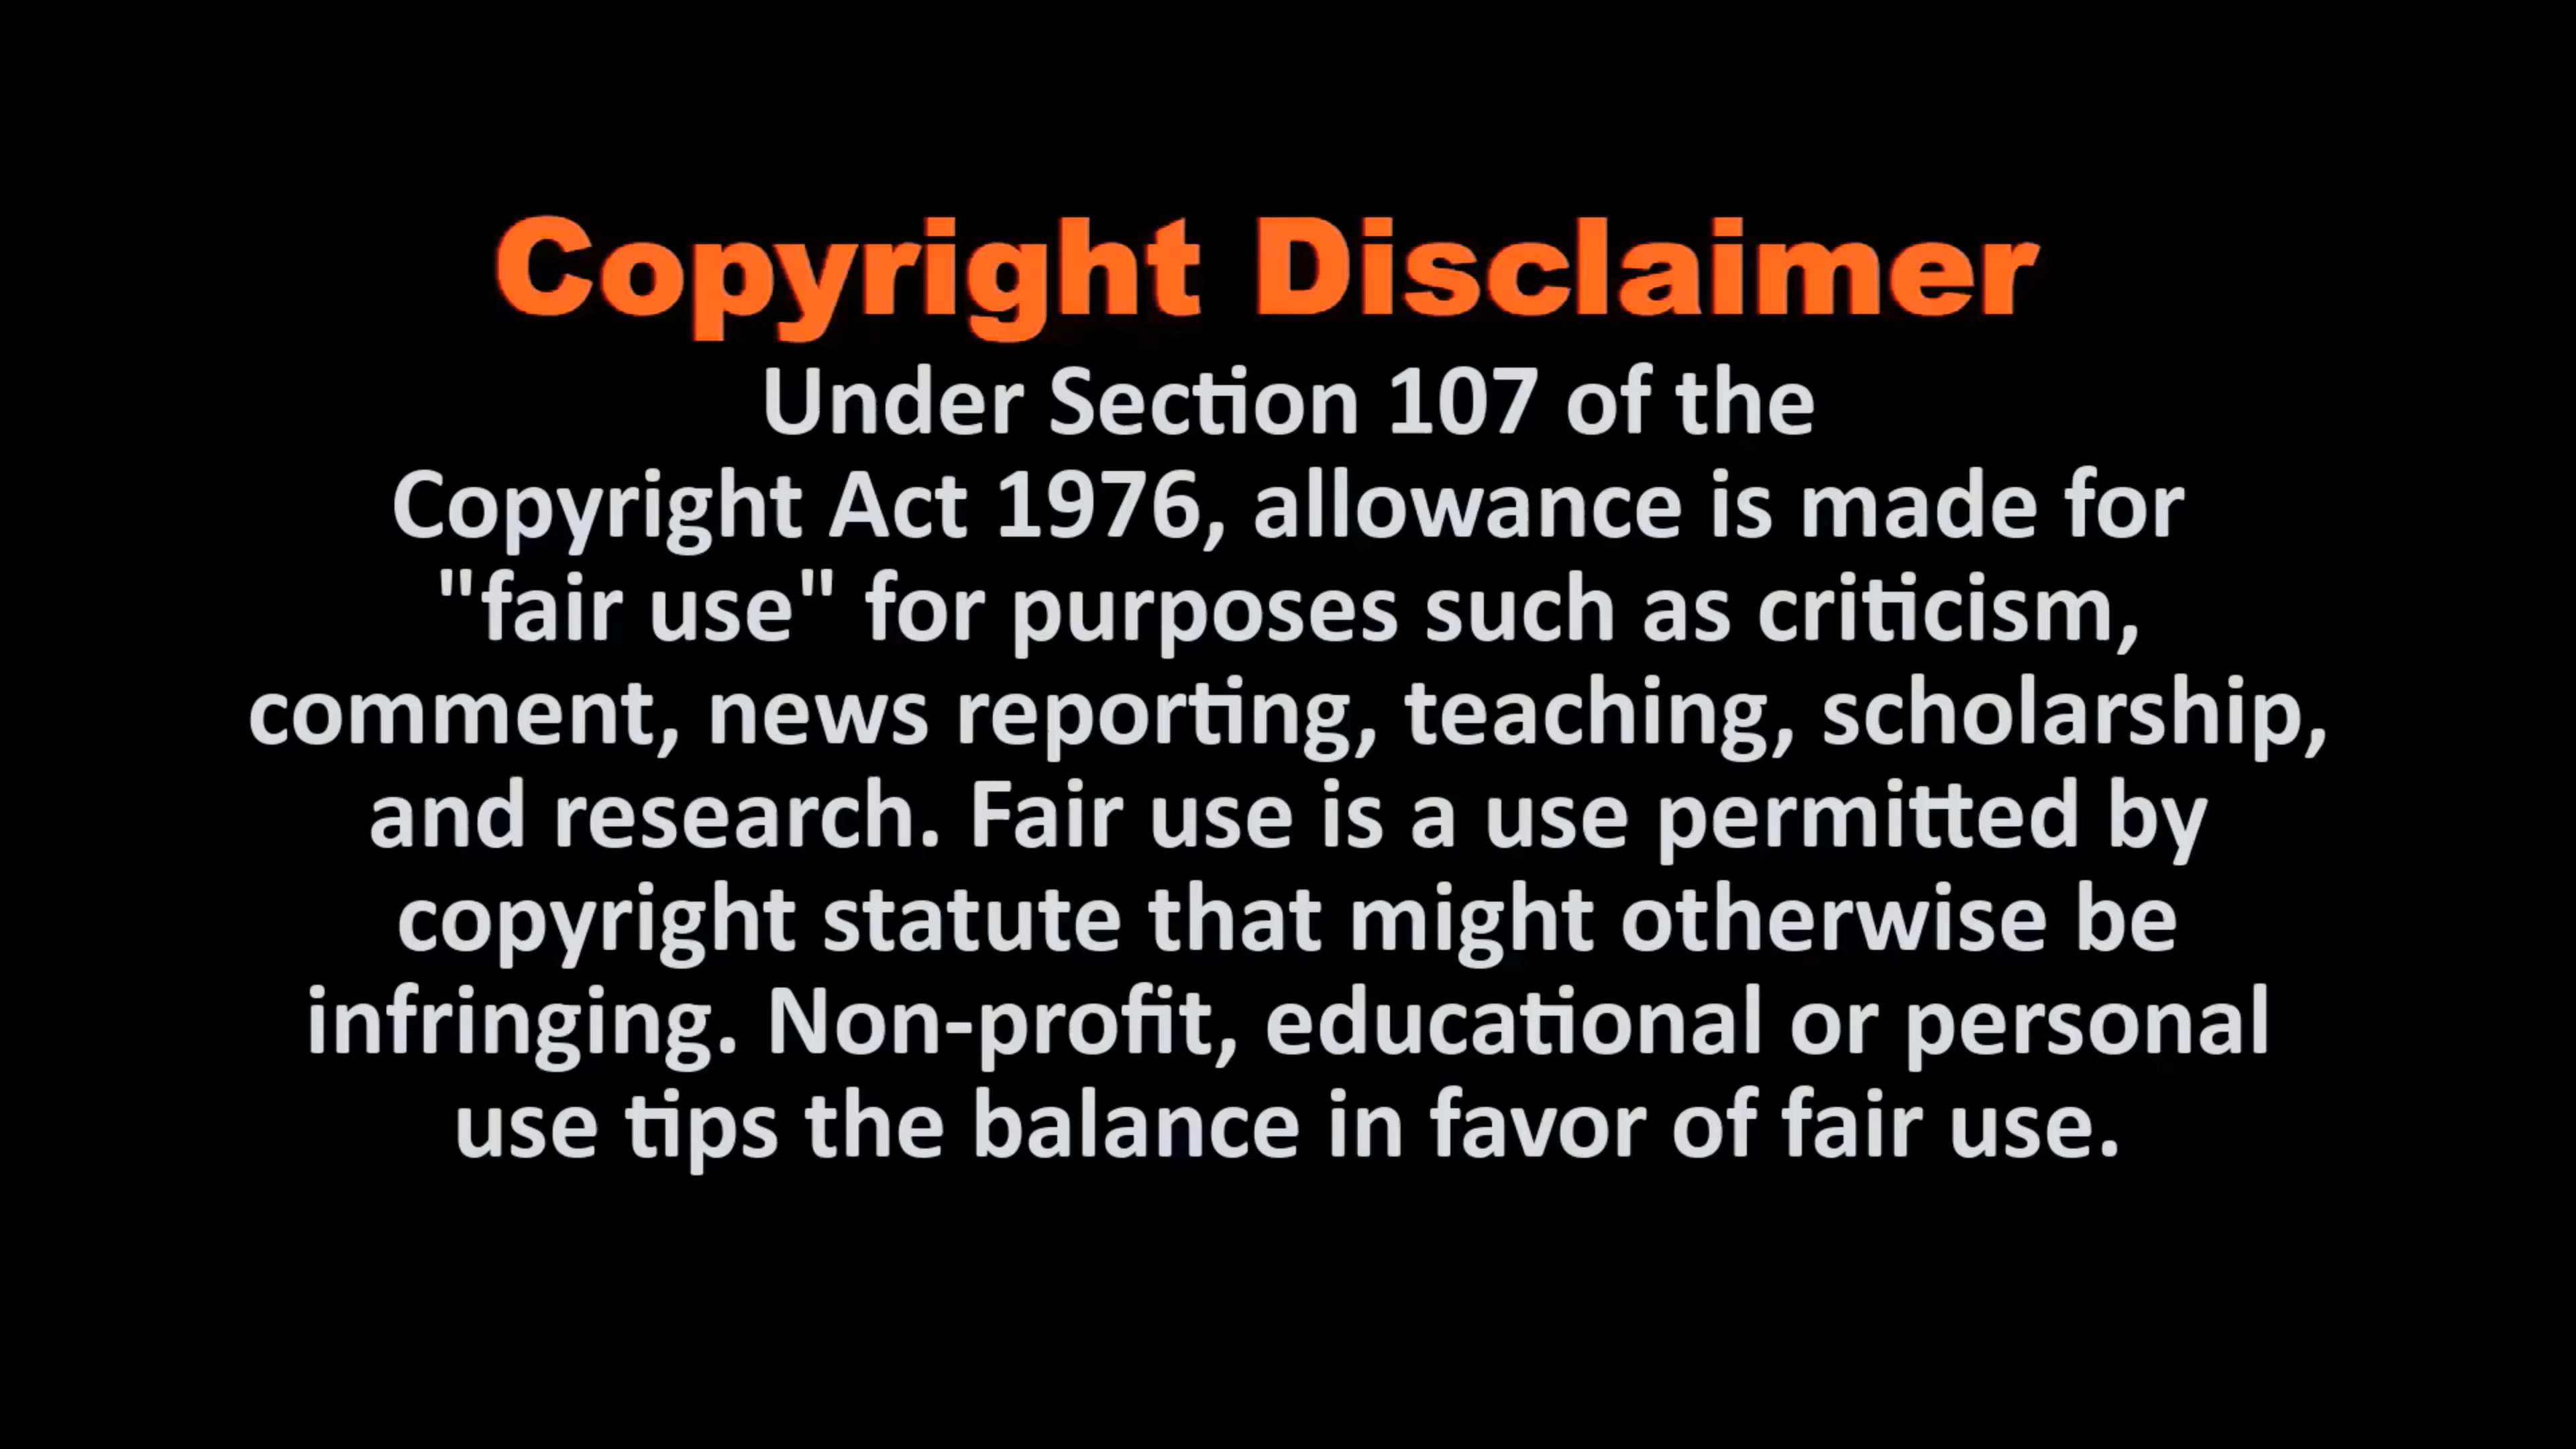 Copyright Disclaimer
Under Section 107 of the
Copyright Act 1976, allowance is made for
"fair use" for purposes such as criticism,
comment, news reporting, teaching, scholarship,
and research. Fair use is a use permitted by
copyright statute that might otherwise be
infringing. Non-profit, educational or personal
use tips the balance in favor of fair use.